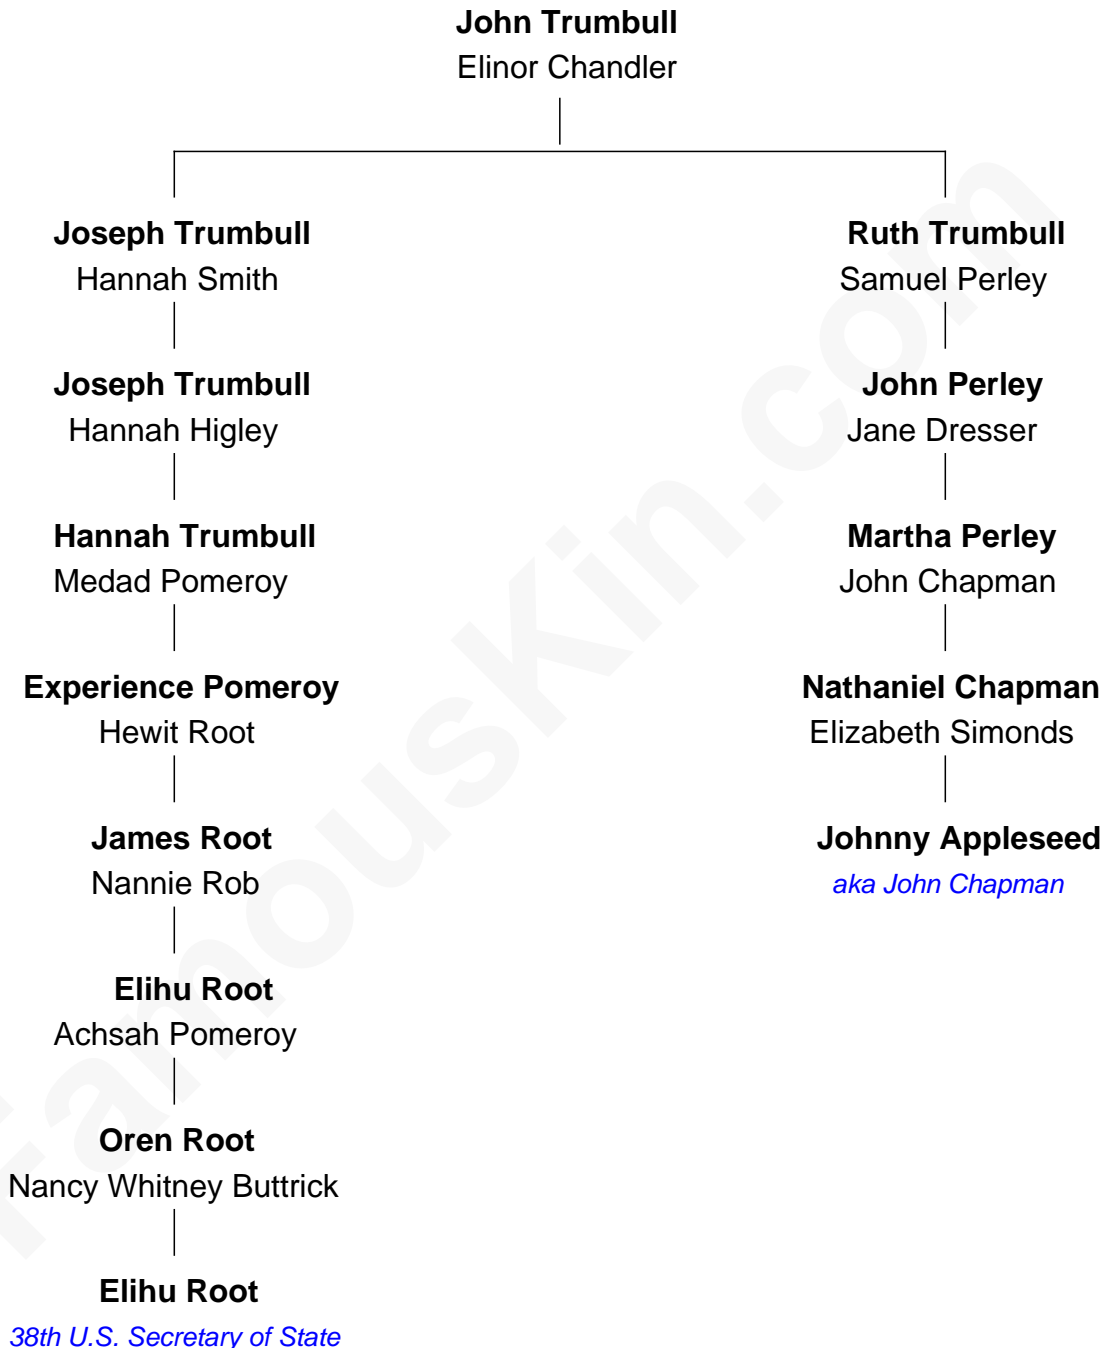 John Trumbull
Elinor Chandler
Joseph Trumbull
Hannah Smith
Ruth Trumbull
Samuel Perley
Joseph Trumbull
Hannah Higley
John Perley
Jane Dresser
Hannah Trumbull
Medad Pomeroy
Martha Perley
John Chapman
Experience Pomeroy
Hewit Root
Nathaniel Chapman
Elizabeth Simonds
James Root
Nannie Rob
Johnny Appleseed
aka John Chapman
Elihu Root
Achsah Pomeroy
Oren Root
Nancy Whitney Buttrick
Elihu Root
38th U.S. Secretary of State
FamousKin.com